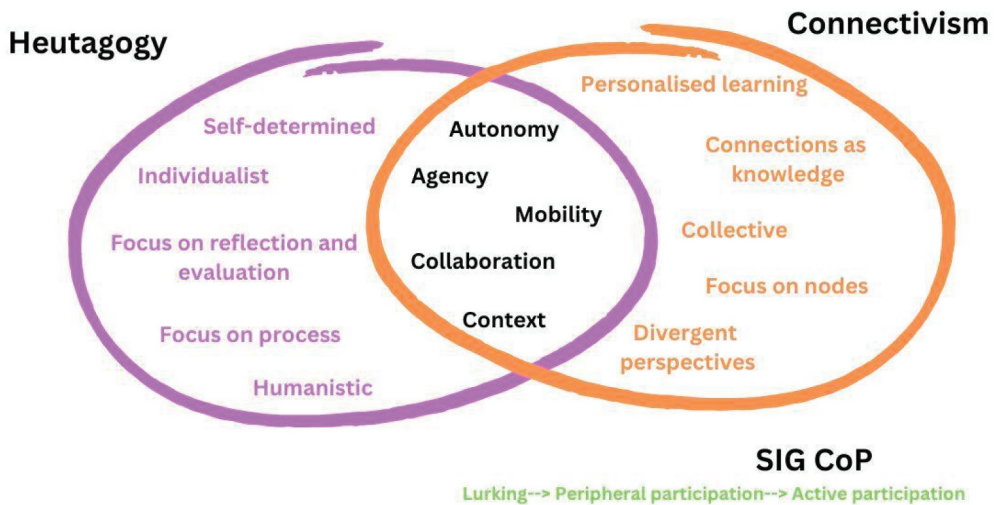 Heutagogy
Connectivism
Self-determined
Individualist
Focus on reflection and
evaluation
Focus on process
Humanistic
Autonomy
Agency
Mobility
Collaboration
Context
Personalised learning
Connections as
knowledge
Collective
Focus on nodes
Divergent
perspectives
SIG CoP
Lurking--> Peripheral participation--> Active participation